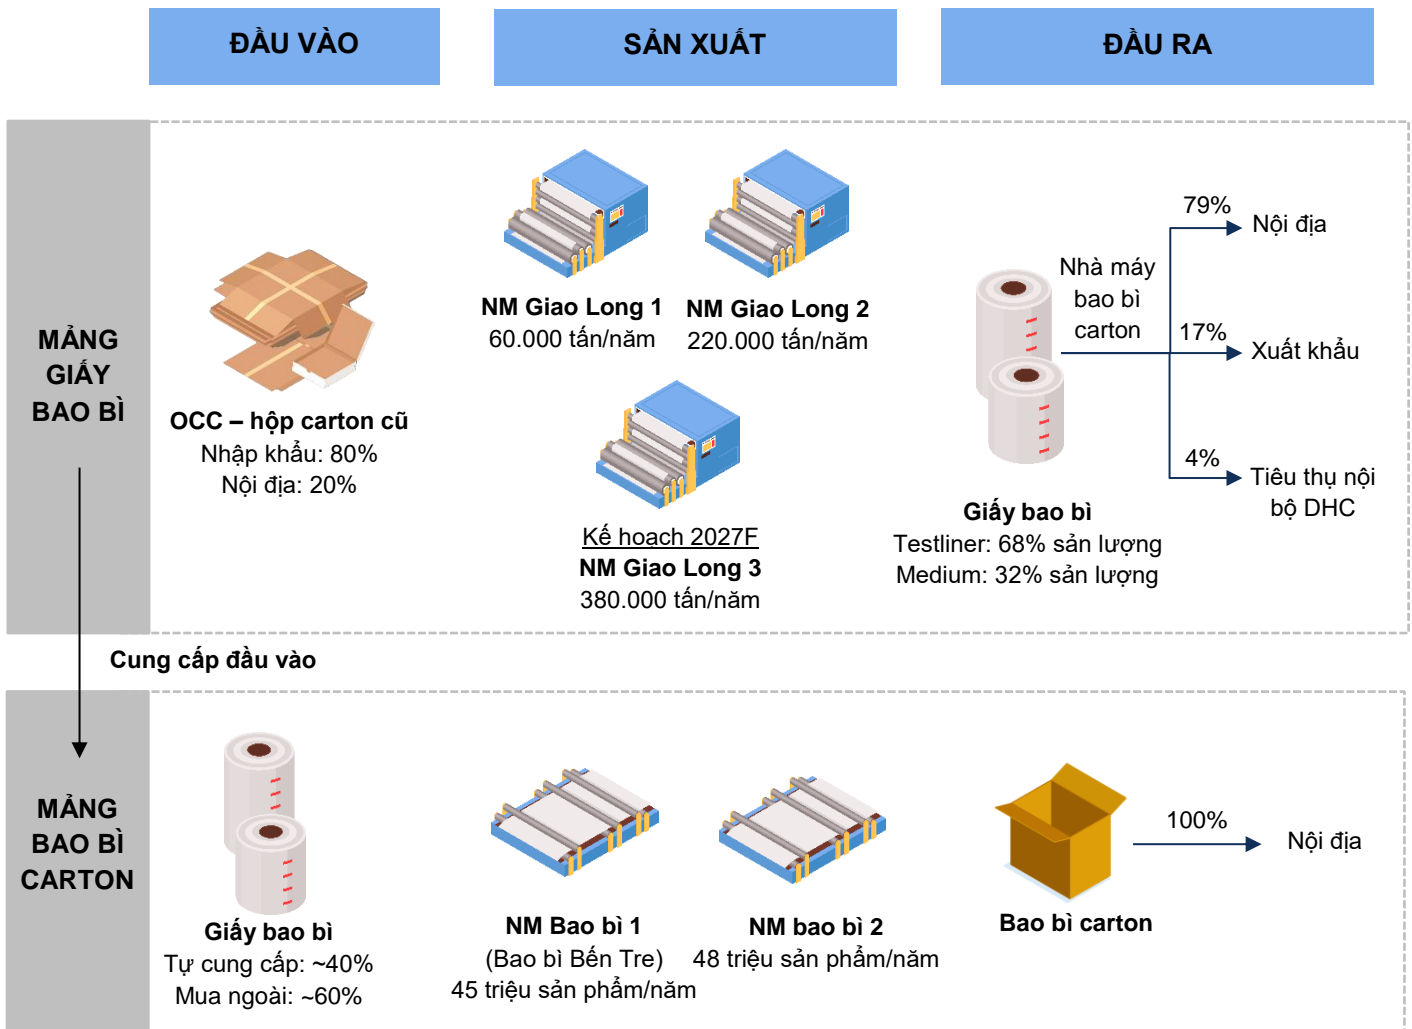 ĐẦU VÀO
SẢN XUẤT
ĐẦU RA
MẢNG
GIẤY
BAO BÌ
OCC – hộp carton cũ
Nhập khẩu: 80%
Nội địa: 20%
NM Giao Long 1
60.000 tấn/năm
NM Giao Long 2
220.000 tấn/năm
Kế hoạch 2027F
NM Giao Long 3
380.000 tấn/năm
Nhà máy
bao bì
carton
79%
Nội địa
17%
Xuất khẩu
4%
Tiêu thụ nội
bộ DHC
Giấy bao bì
Testliner: 68% sản lượng
Medium: 32% sản lượng
Cung cấp đầu vào
MẢNG
BAO BÌ
CARTON
Giấy bao bì
Tự cung cấp: ~40%
Mua ngoài: ~60%
NM Bao bì 1
(Bao bì Bến Tre)
45 triệu sản phẩm/năm
NM bao bì 2
48 triệu sản phẩm/năm
Bao bì carton
100%
Nội địa